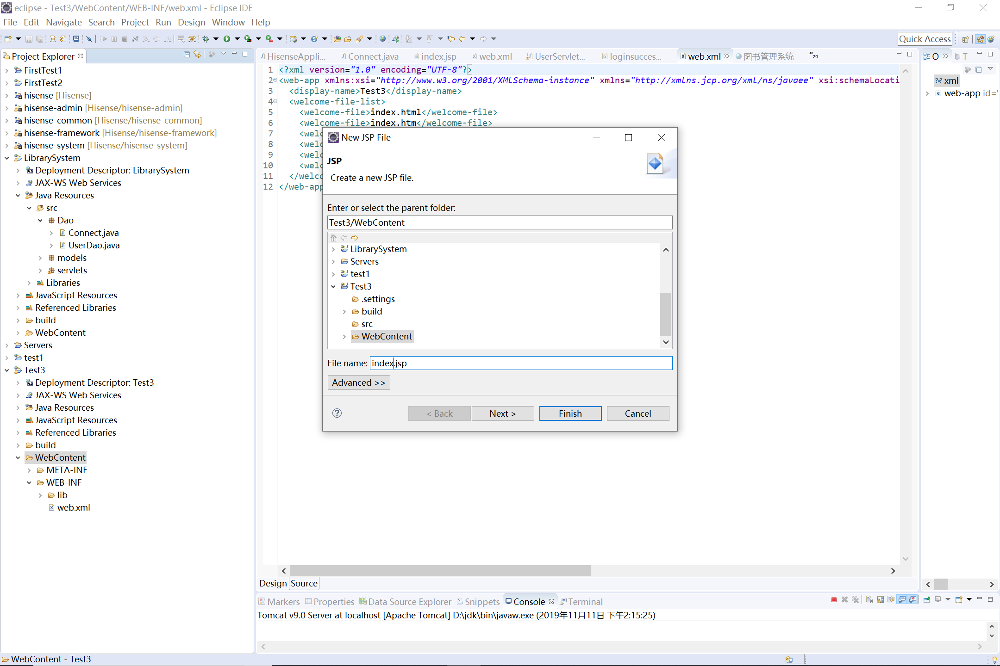 eclipse - Test3/WebContent/WEB-INF/web.xml - Eclipse IDE
File Edit Navigate Search Project Run Design Window Help
Quick Access
Project Explorer
FirstTest1
FirstTest2
hisense [Hisense]
hisense-admin [Hisense/hisense-admin]
hisense-common [Hisense/hisense-common]
hisense-framework [Hisense/hisense-framework]
hisense-system [Hisense/hisense-system]
LibrarySystem
Deployment Descriptor: LibrarySystem
JAX-WS Web Services
Java Resources
src
Dao
Connect.java
UserDao.java
models
servlets
Libraries
JavaScript Resources
Referenced Libraries
build
WebContent
Servers
test1
Test3
Deployment Descriptor: Test3
JAX-WS Web Services
Java Resources
JavaScript Resources
Referenced Libraries
build
WebContent
META-INF
WEB-INF
lib
web.xml
HisenseAppli... Connect.java index.jsp web.xml UserServlet... loginsucces... web.xml 图书管理系统
1 <?xml version="1.0" encoding="UTF-8"?>
2 <web-app xmlns:xsi="http://www.w3.org/2001/XMLSchema-instance" xmlns="http://xmlns.jcp.org/xml/ns/javaee" xsi:schemaLocati
3 <display-name>Test3</display-name>
4 <welcome-file-list>
5 <welcome-file>index.html</welcome-file>
6 <welcome-file>index.htm</welcome-file>
7 <welc
8 <welc
9 <welc
10 <welc
11 </welco
12 </web-app
New JSP File
JSP
Create a new JSP file.
Enter or select the parent folder:
Test3/WebContent
LibrarySystem
Servers
test1
Test3
.settings
build
src
WebContent
File name: index.jsp
Advanced >>
< Back Next > Finish Cancel
Design Source
O T
xml
web-app id=
Markers Properties Data Source Explorer Snippets Console Terminal
Tomcat v9.0 Server at localhost [Apache Tomcat] D:\jdk\bin\javaw.exe (2019年11月11日 下午2:15:25)
WebContent - Test3